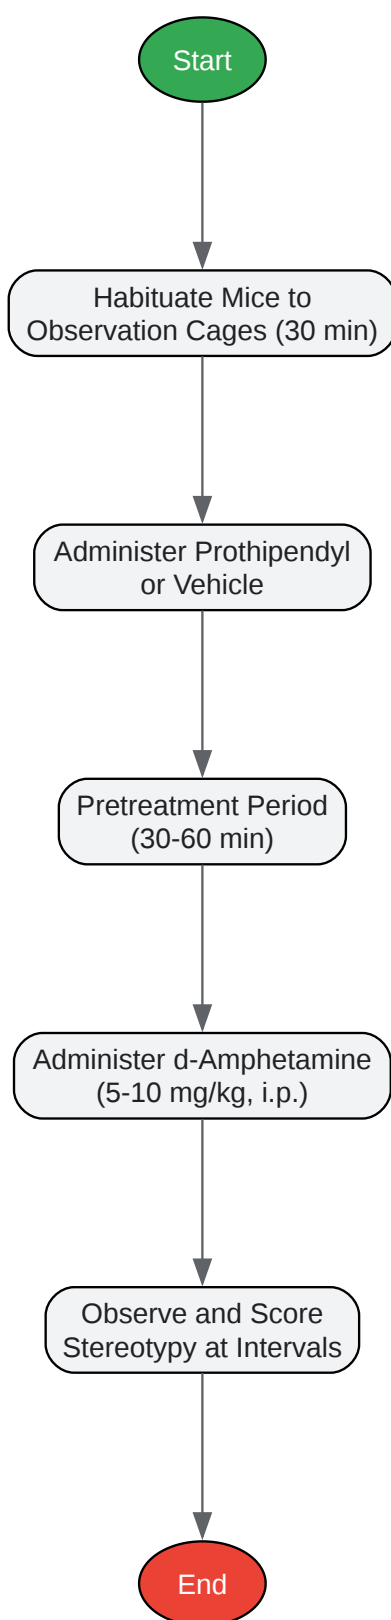 Start
Habituate Mice to
Observation Cages (30 min)
Administer Prothipendyl
or Vehicle
Pretreatment Period
(30-60 min)
Administer d-Amphetamine
(5-10 mg/kg, i.p.)
Observe and Score
Stereotypy at Intervals
End